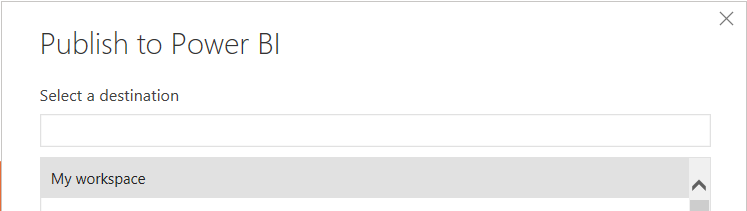 Publish to Power BI
Select a destination
My workspace